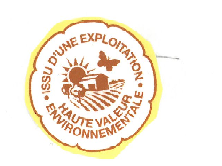 • ISSU D'UNE EXPLOITATION •
HAUTE VALEUR
ENVIRONNEMENTALE